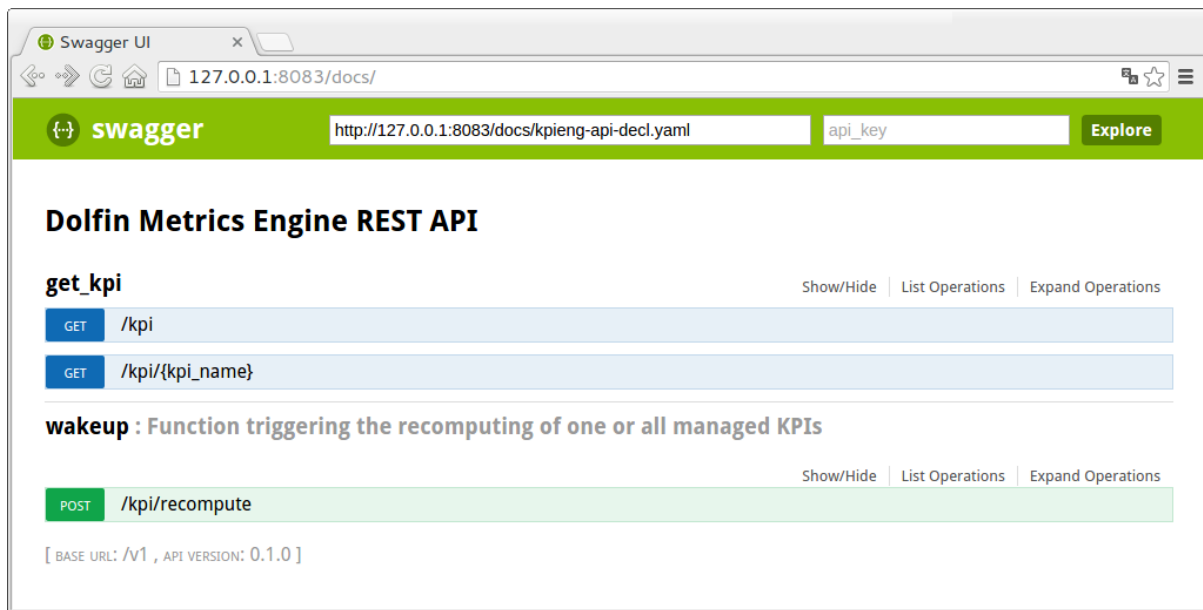 Swagger UI
127.0.0.1:8083/docs/
{··} swagger http://127.0.0.1:8083/docs/kpieng-api-decl.yaml api_key Explore
Dolfin Metrics Engine REST API
get_kpi Show/Hide List Operations Expand Operations
GET /kpi
GET /kpi/{kpi_name}
wakeup : Function triggering the recomputing of one or all managed KPIs
Show/Hide List Operations Expand Operations
POST /kpi/recompute
[ BASE URL: /v1 , API VERSION: 0.1.0 ]